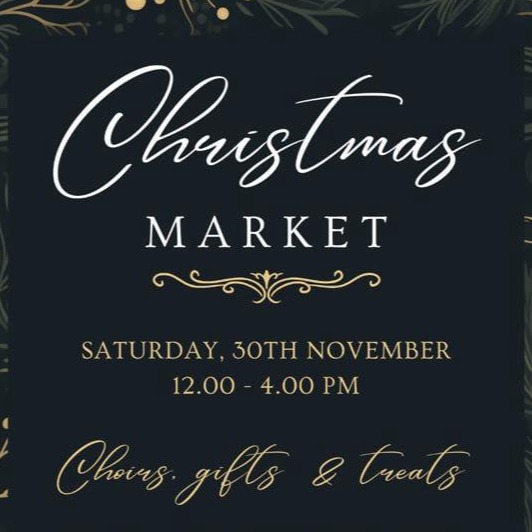 Christmas
MARKET
SATURDAY, 30TH NOVEMBER
12.00 - 4.00 PM
Choirs, gifts & treats